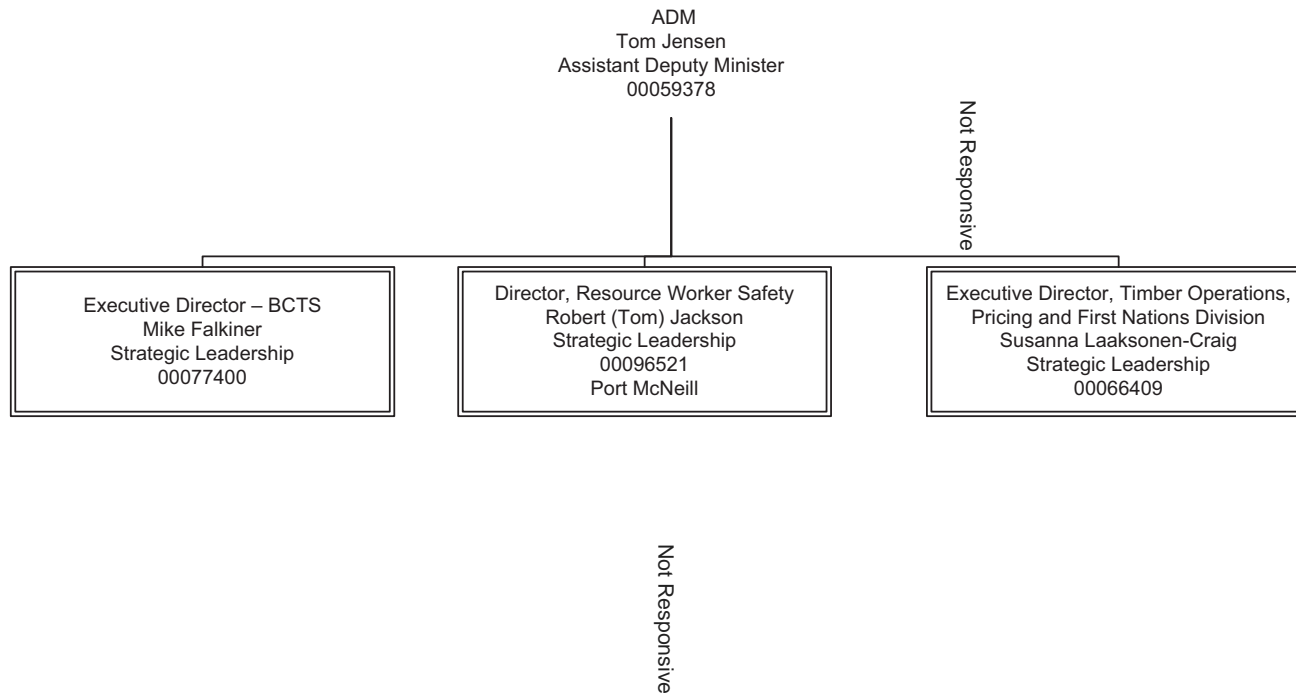 ADM
Tom Jensen
Assistant Deputy Minister
00059378
Not Responsive
Executive Director – BCTS
Mike Falkiner
Strategic Leadership
00077400
Director, Resource Worker Safety
Robert (Tom) Jackson
Strategic Leadership
00096521
Port McNeill
Executive Director, Timber Operations,
Pricing and First Nations Division
Susanna Laaksonen-Craig
Strategic Leadership
00066409
Not Responsive